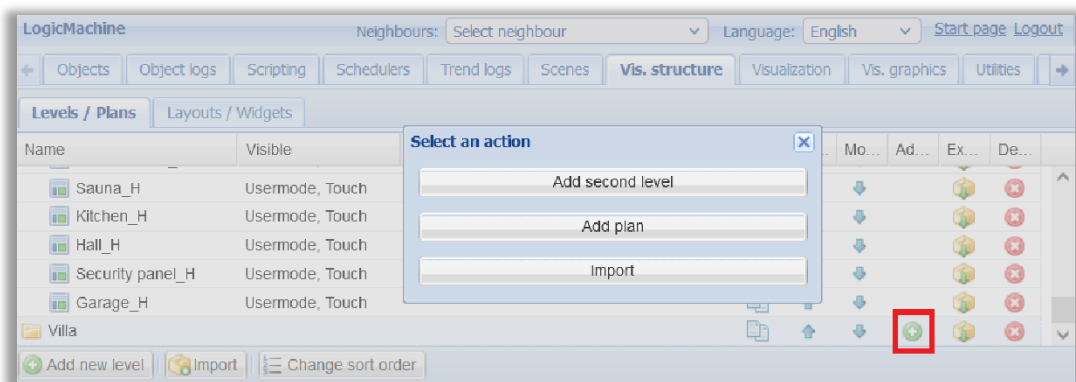 LogicMachine Neighbours: Select neighbour Language: English Start page Logout
Objects Object logs Scripting Schedulers Trend logs Scenes Vis. structure Visualization Vis. graphics Utilities
Levels / Plans Layouts / Widgets
Name Visible Mo... Ad... Ex... De...
Select an action
Add second level
Add plan
Import
Sauna_H Usermode, Touch
Kitchen_H Usermode, Touch
Hall_H Usermode, Touch
Security panel_H Usermode, Touch
Garage_H Usermode, Touch
Villa
Add new level Import Change sort order